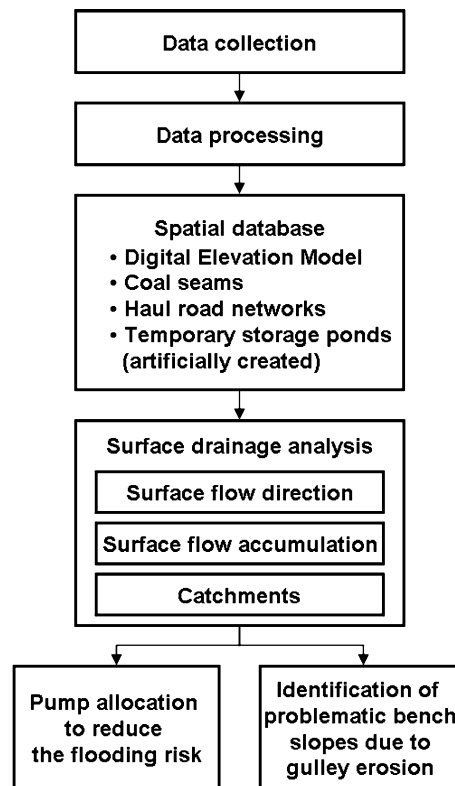 Data collection
Data processing
Spatial database
• Digital Elevation Model
• Coal seams
• Haul road networks
• Temporary storage ponds
(artificially created)
Surface drainage analysis
Surface flow direction
Surface flow accumulation
Catchments
Pump allocation
to reduce
the flooding risk
Identification of
problematic bench
slopes due to
gulley erosion